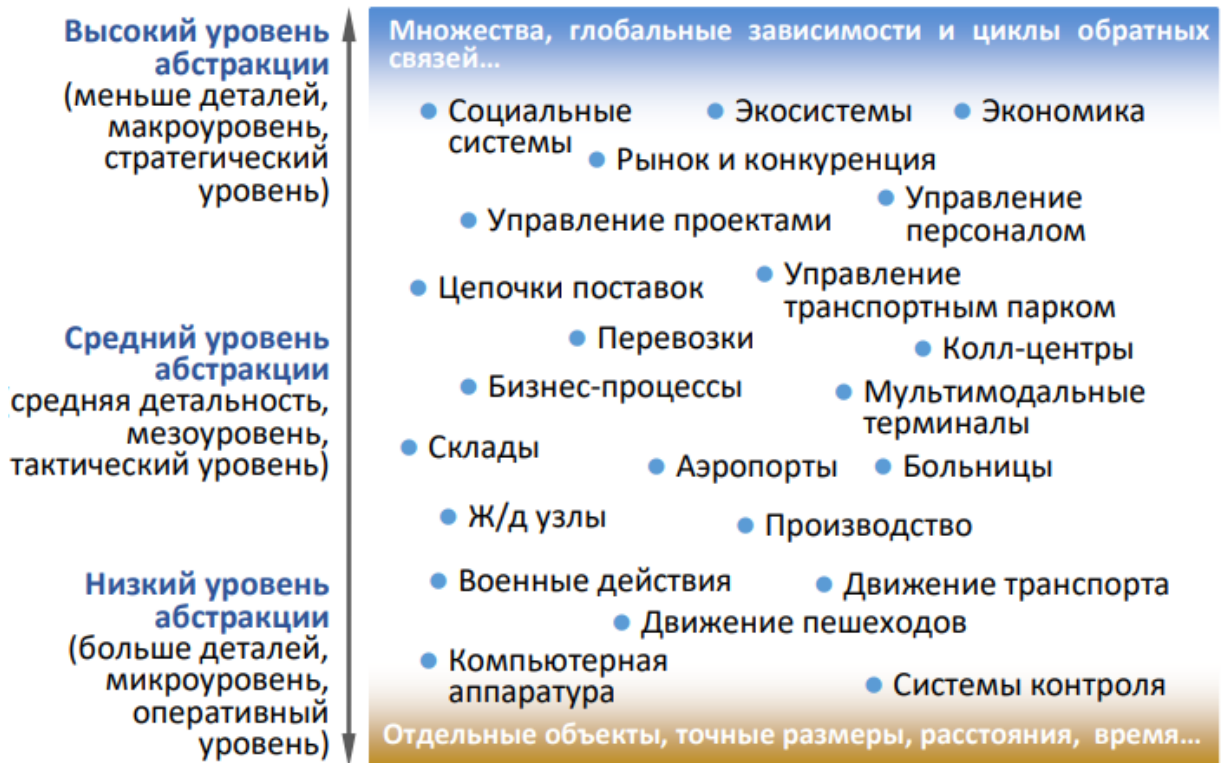 Высокий уровень
абстракции
(меньше деталей,
макроуровень,
стратегический
уровень)
Средний уровень
абстракции
средняя детальность,
мезоуровень,
тактический уровень)
Низкий уровень
абстракции
(больше деталей,
микроуровень,
оперативный
уровень)
Множества, глобальные зависимости и циклы обратных
связей...
Социальные
системы
Экосистемы
Экономика
Рынок и конкуренция
Управление проектами
Управление
персоналом
Цепочки поставок
Управление
транспортным парком
Перевозки
Колл-центры
Бизнес-процессы
Мультимодальные
терминалы
Склады
Аэропорты
Больницы
Ж/д узлы
Производство
Военные действия
Движение транспорта
Движение пешеходов
Компьютерная
аппаратура
Системы контроля
Отдельные объекты, точные размеры, расстояния, время...